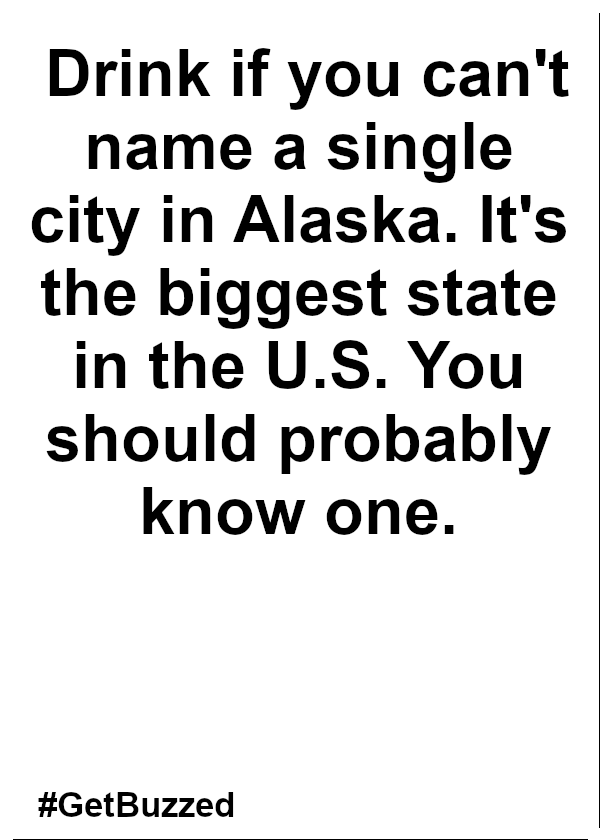 Drink if you can't
name a single
city in Alaska. It's
the biggest state
in the U.S. You
should probably
know one.
#GetBuzzed